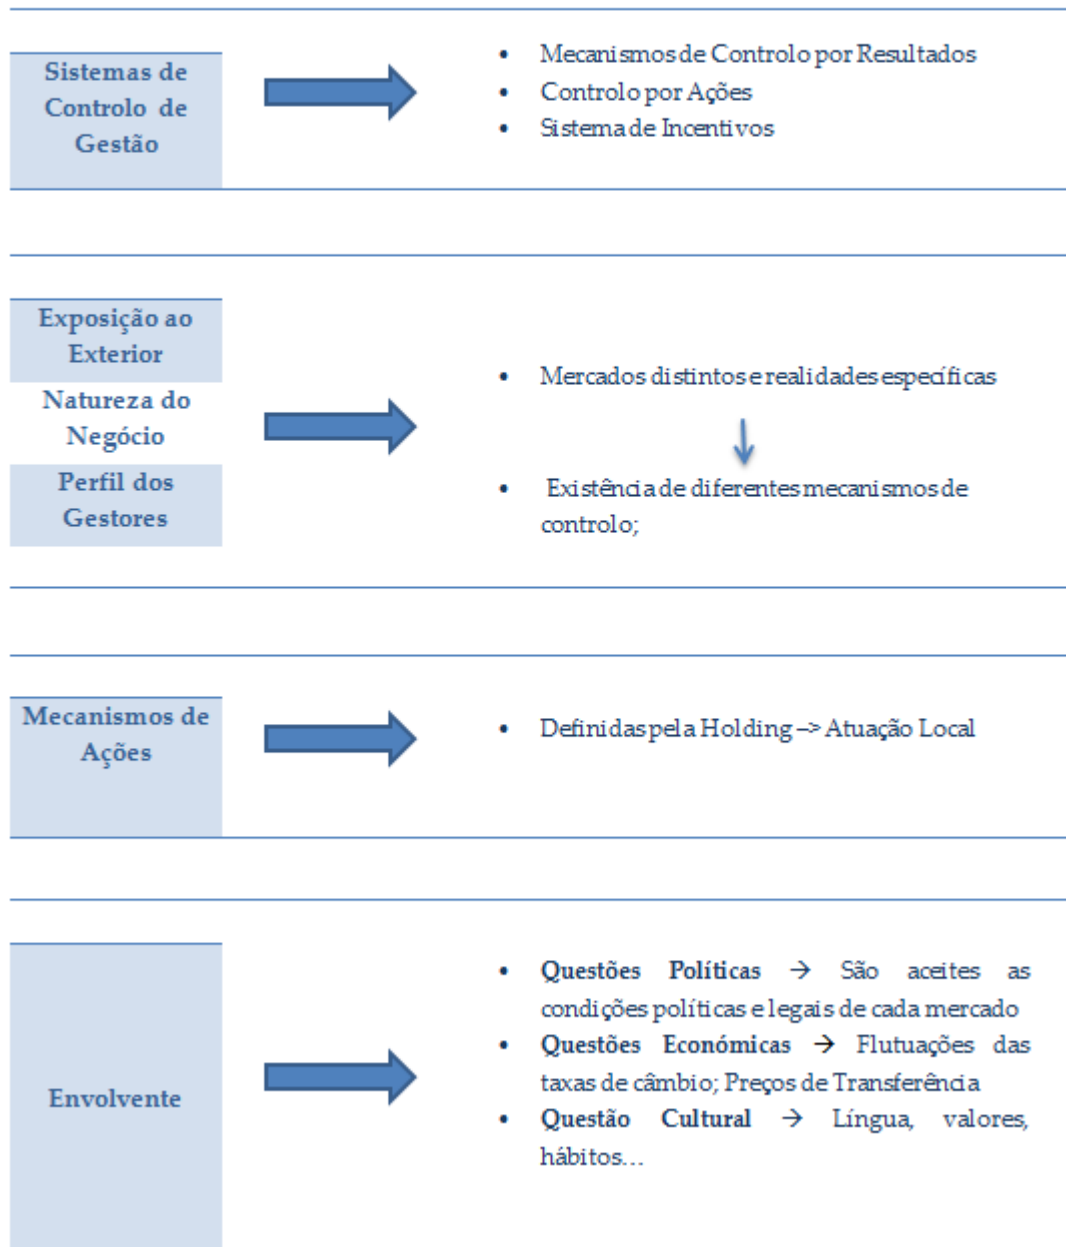 Sistemas de
Controlo de
Gestão
• Mecanismos de Controlo por Resultados
• Controlo por Ações
• Sistema de Incentivos
Exposição ao
Exterior
Natureza do
Negócio
Perfil dos
Gestores
• Mercados distintos e realidades específicas
• Existência de diferentes mecanismos de
controlo;
Mecanismos de
Ações
• Definidas pela Holding –> Atuação Local
Envolvente
• Questões Políticas → São aceites as
condições políticas e legais de cada mercado
• Questões Económicas → Flutuações das
taxas de câmbio; Preços de Transferência
• Questão Cultural → Língua, valores,
hábitos…